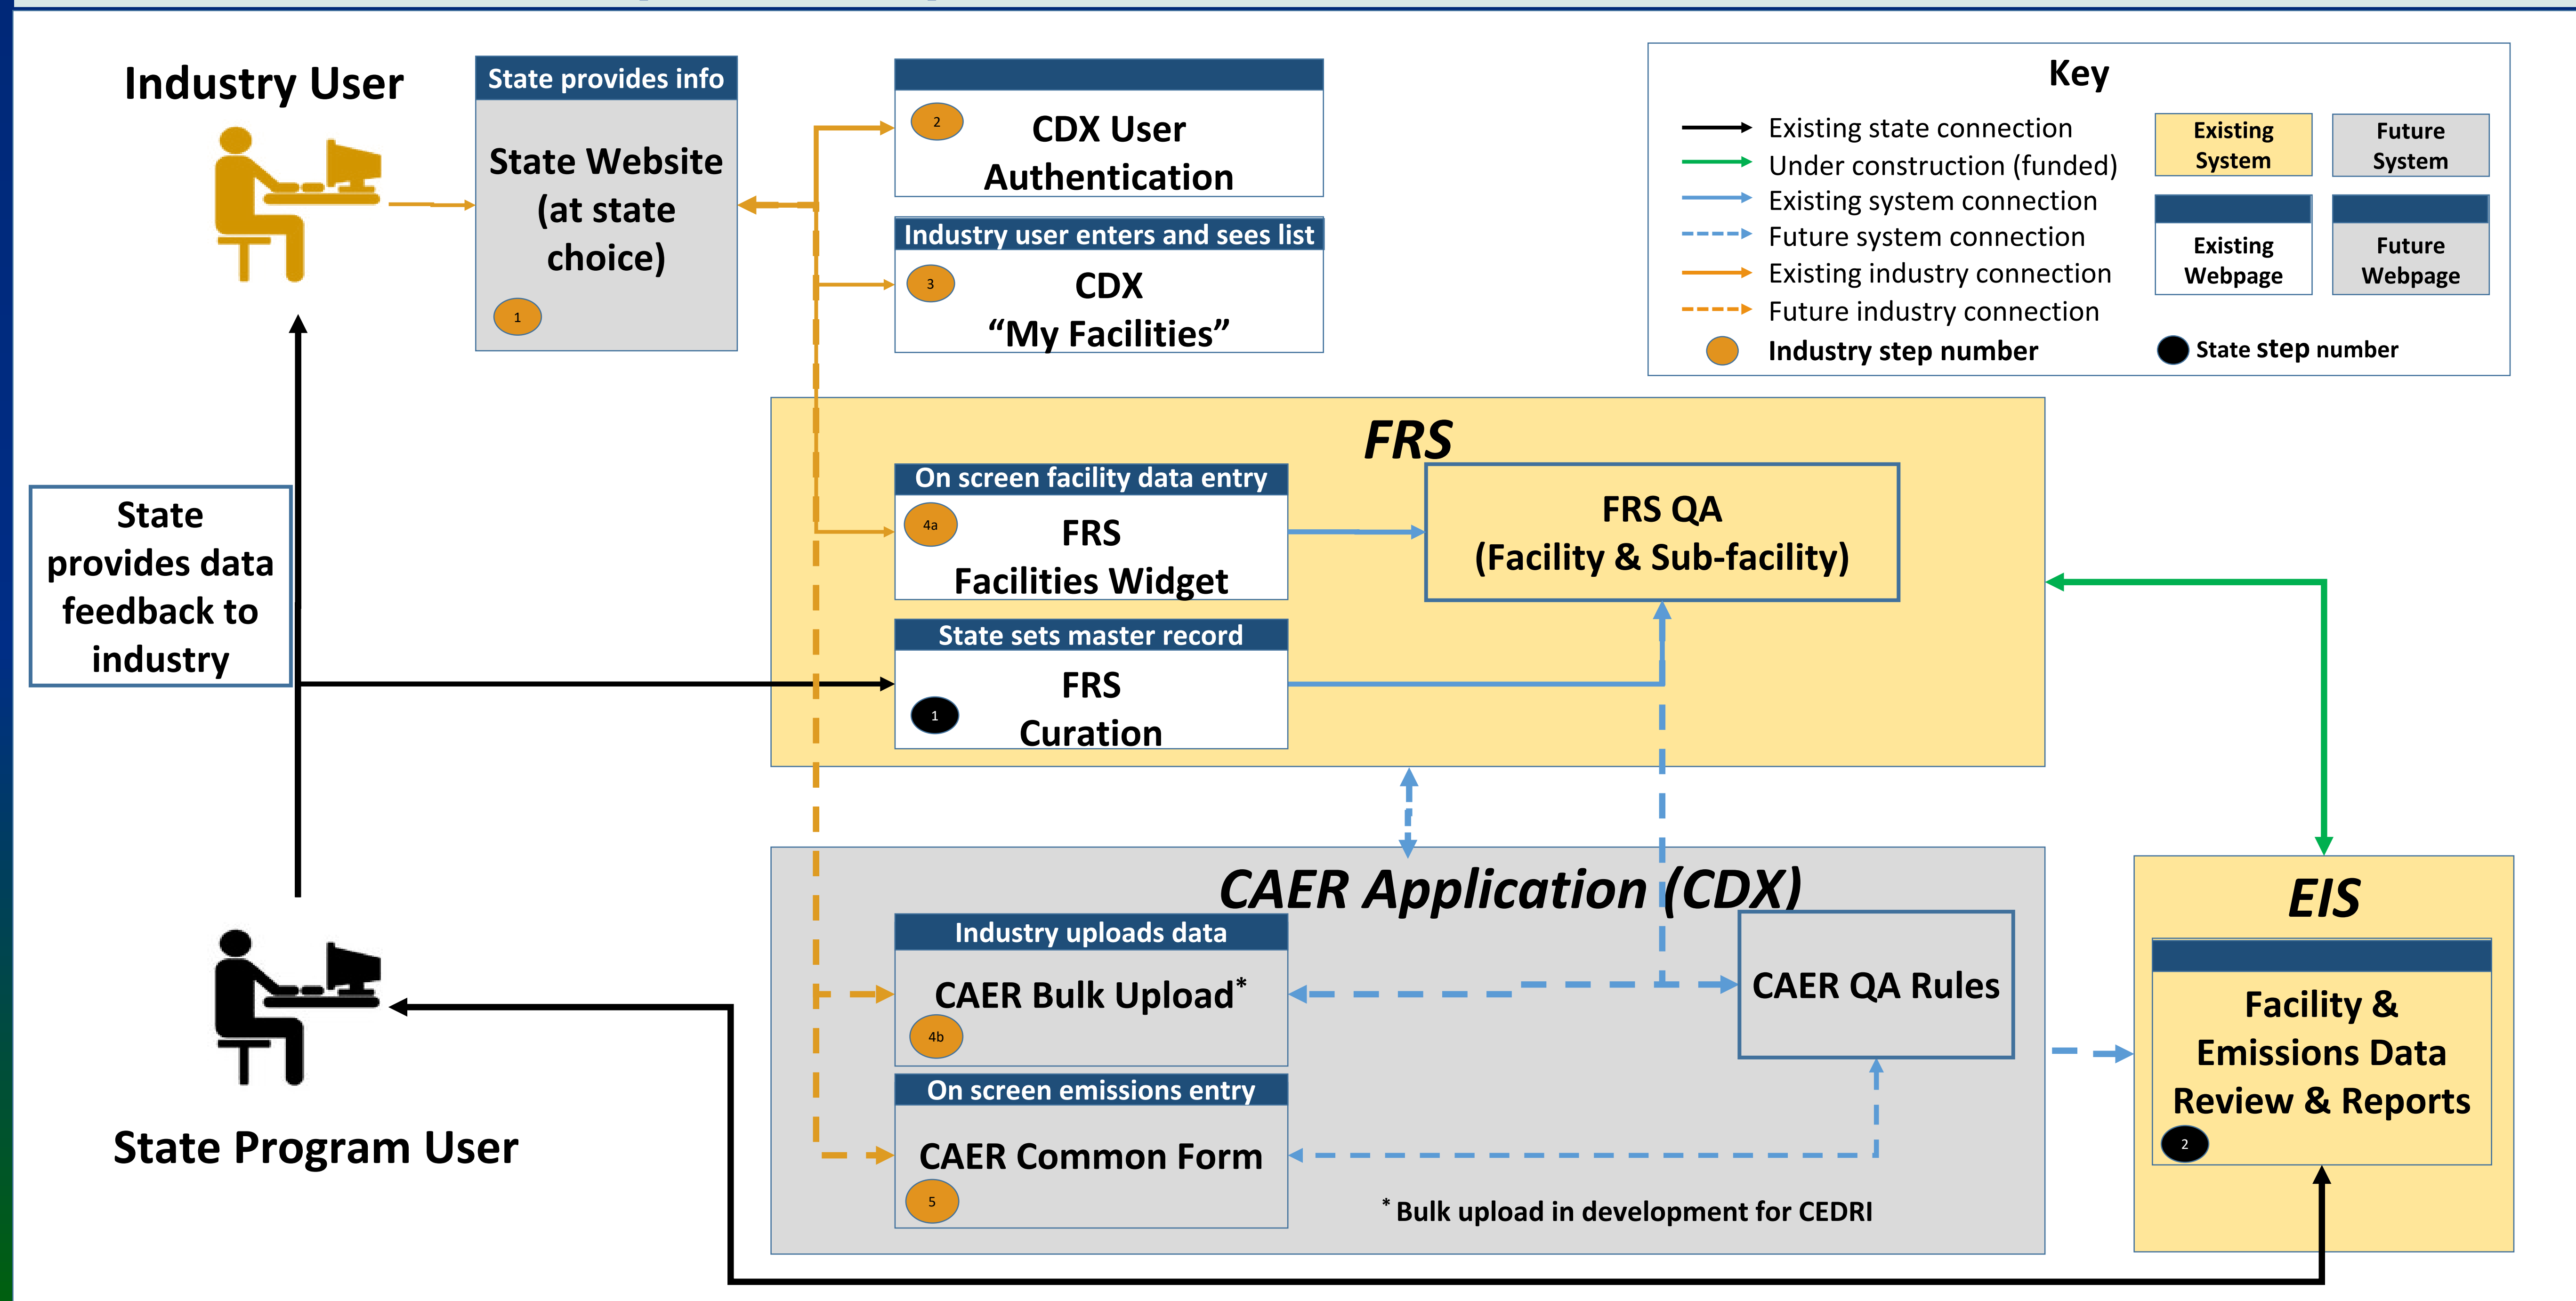 Industry User
State provides info
State Website
(at state
choice)
1
2
CDX User
Authentication
Industry user enters and sees list
3
CDX
“My Facilities”
Key
Existing state connection
Under construction (funded)
Existing system connection
Future system connection
Existing industry connection
Future industry connection
Industry step number
Existing
System
Future
System
Existing
Webpage
Future
Webpage
State step number
State
provides data
feedback to
industry
FRS
On screen facility data entry
4a
FRS
Facilities Widget
FRS QA
(Facility & Sub-facility)
State sets master record
FRS
1
Curation
CAER Application (CDX)
Industry uploads data
CAER Bulk Upload*
4b
CAER QA Rules
On screen emissions entry
CAER Common Form
5
* Bulk upload in development for CEDRI
EIS
Facility &
Emissions Data
Review & Reports
2
State Program User